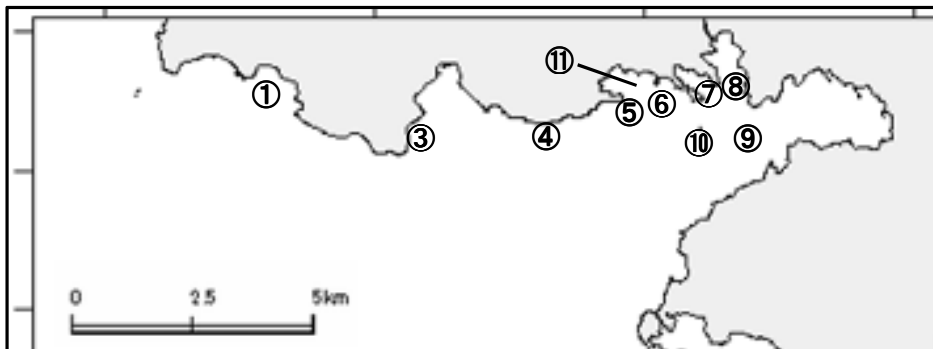 ⑪
① ⑦ ⑧
⑤ ⑥
③ ④ ⑩ ⑨
0 2.5 5km